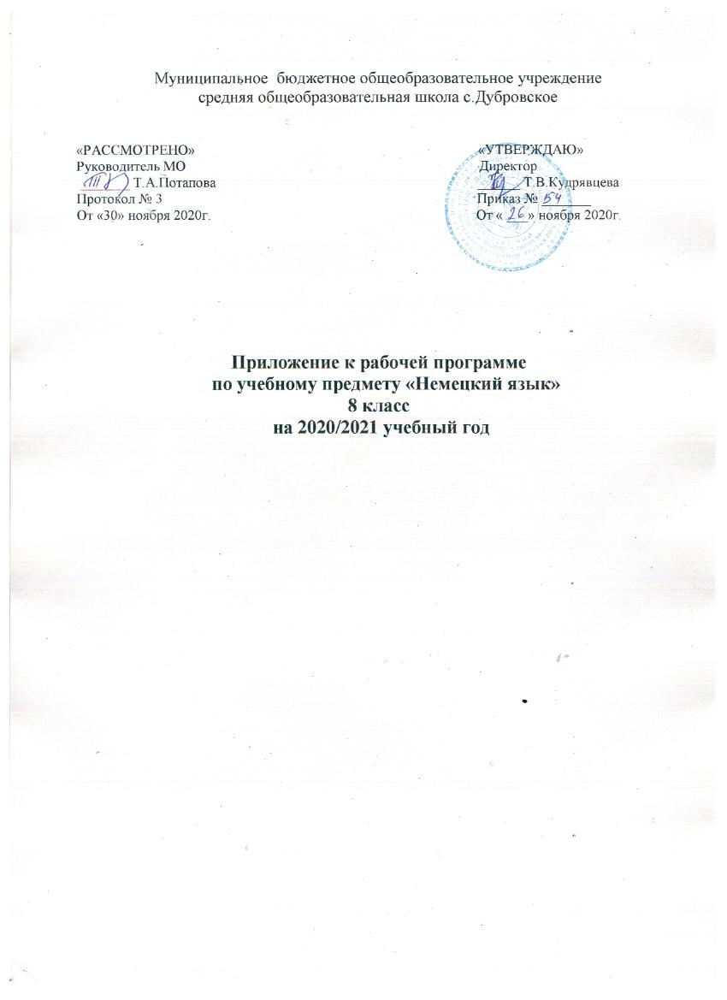 Муниципальное бюджетное общеобразовательное учреждение
средняя общеобразовательная школа с.Дубровское
«РАССМОТРЕНО»
Руководитель МО
Т.А.Потапова
Протокол № 3
От «30» ноября 2020г.
«УТВЕРЖДАЮ»
Директор
Т.В.Кудрявцева
Приказ № 54
От « 26 » ноября 2020г.
Приложение к рабочей программе
по учебному предмету «Немецкий язык»
8 класс
на 2020/2021 учебный год